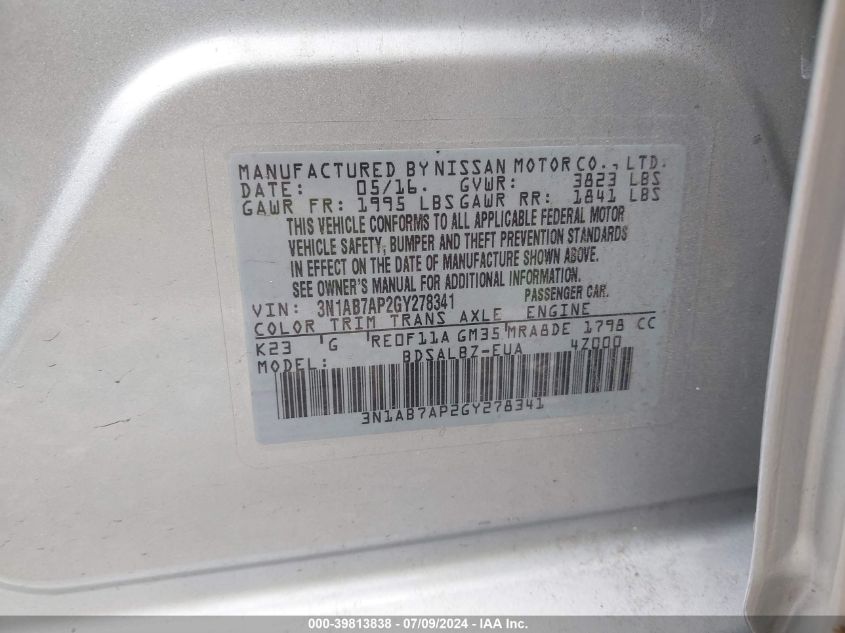 MANUFACTURED BY NISSAN MOTOR CO., LTD.
DATE: 05/16. GVWR: 3823 LBS
GAWR FR: 1995 LBS GAWR RR: 1841 LBS
THIS VEHICLE CONFORMS TO ALL APPLICABLE FEDERAL MOTOR
VEHICLE SAFETY, BUMPER AND THEFT PREVENTION STANDARDS
IN EFFECT ON THE DATE OF MANUFACTURE SHOWN ABOVE.
SEE OWNER'S MANUAL FOR ADDITIONAL INFORMATION.
VIN: 3N1AB7AP2GY278341 PASSENGER CAR.
COLOR TRIM TRANS AXLE ENGINE
K23 'G 'RE0F11A GM35 MRA8DE 1798 CC
MODEL: BDSALBZ-EUA 4Z000
3N1AB7AP2GY278341
000-39813838 - 07/09/2024 - IAA Inc.